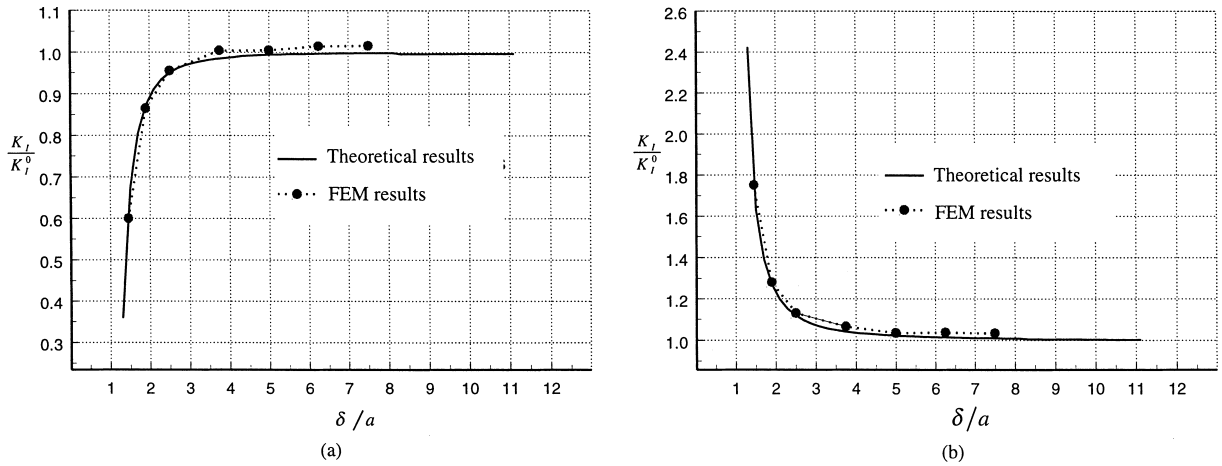 1.1
1.0
0.9
0.8
0.7
0.6
0.5
0.4
0.3
K_I
K_I^0
Theoretical results
FEM results
1 2 3 4 5 6 7 8 9 10 11 12
δ/a
(a)
2.6
2.4
2.2
2.0
1.8
1.6
1.4
1.2
1.0
K_I
K_I^0
Theoretical results
FEM results
1 2 3 4 5 6 7 8 9 10 11 12
δ/a
(b)